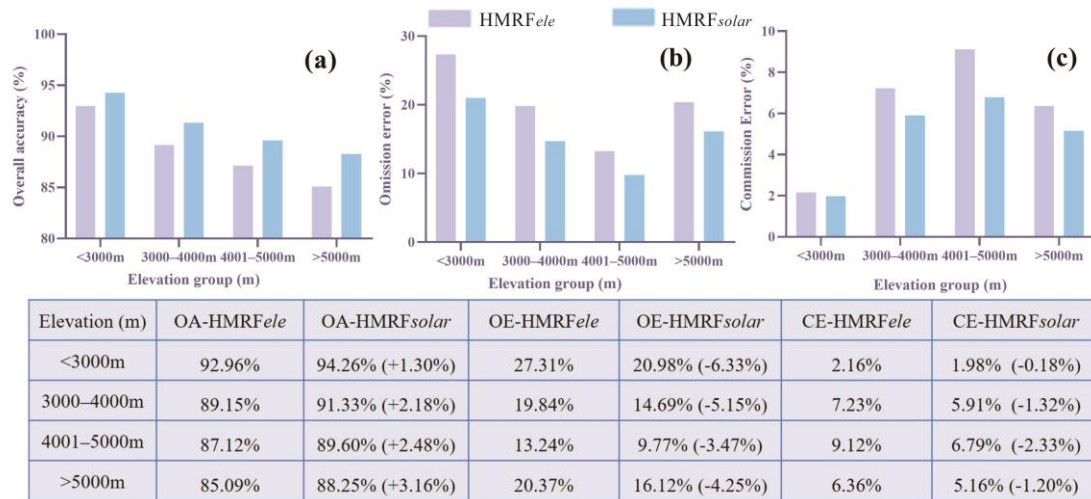 HMRFele HMRFsolar
(a)
Overall accuracy (%)
100
95
90
85
80
<3000m 3000–4000m 4001–5000m >5000m
Elevation group (m)
(b)
Omission error (%)
30
20
10
0
<3000m 3000–4000m 4001–5000m >5000m
Elevation group (m)
(c)
Commission Error (%)
10
8
6
4
2
0
<3000m 3000–4000m 4001–5000m >5000m
Elevation group (m)
Elevation (m) OA-HMRFele OA-HMRFsolar OE-HMRFele OE-HMRFsolar CE-HMRFele CE-HMRFsolar
<3000m 92.96% 94.26% (+1.30%) 27.31% 20.98% (-6.33%) 2.16% 1.98% (-0.18%)
3000–4000m 89.15% 91.33% (+2.18%) 19.84% 14.69% (-5.15%) 7.23% 5.91% (-1.32%)
4001–5000m 87.12% 89.60% (+2.48%) 13.24% 9.77% (-3.47%) 9.12% 6.79% (-2.33%)
>5000m 85.09% 88.25% (+3.16%) 20.37% 16.12% (-4.25%) 6.36% 5.16% (-1.20%)